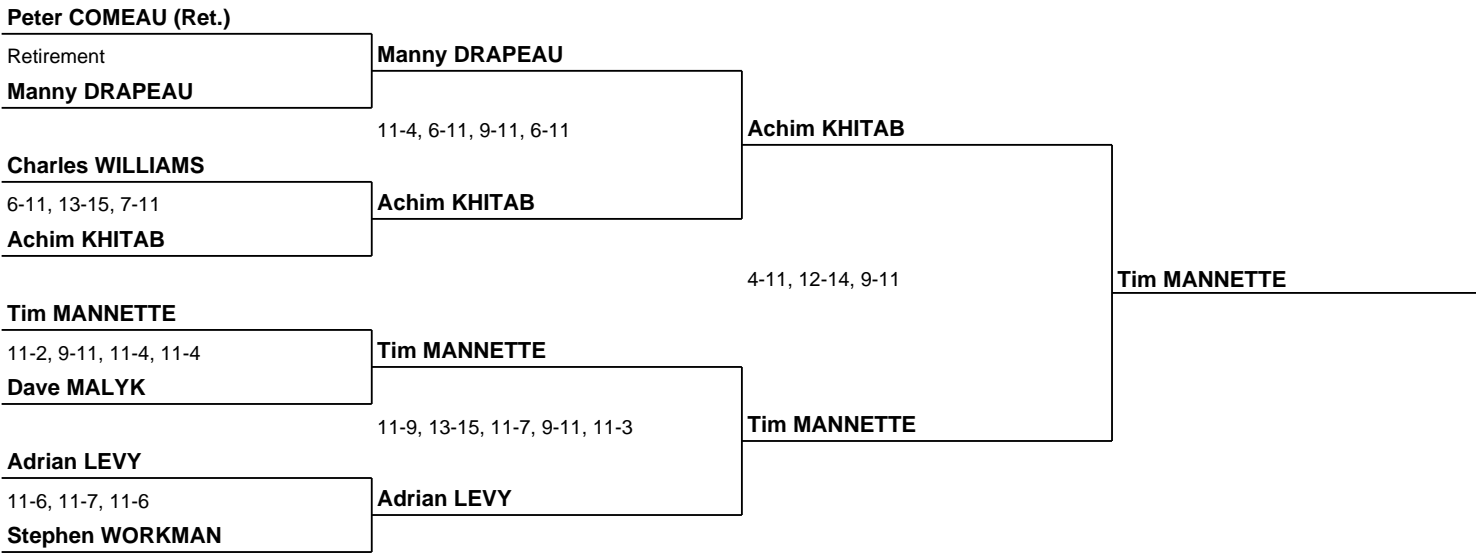 Peter COMEAU (Ret.)
Retirement
Manny DRAPEAU
Manny DRAPEAU
11-4, 6-11, 9-11, 6-11
Achim KHITAB
Charles WILLIAMS
6-11, 13-15, 7-11
Achim KHITAB
Achim KHITAB
4-11, 12-14, 9-11
Tim MANNETTE
Tim MANNETTE
11-2, 9-11, 11-4, 11-4
Tim MANNETTE
Dave MALYK
11-9, 13-15, 11-7, 9-11, 11-3
Tim MANNETTE
Adrian LEVY
11-6, 11-7, 11-6
Adrian LEVY
Stephen WORKMAN